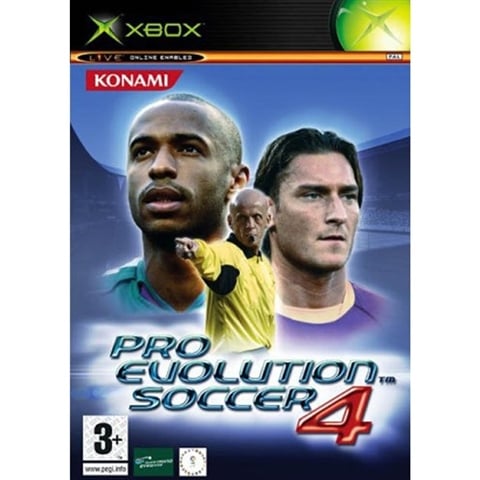 XBOX
LIVE ONLINE ENABLED
PAL
KONAMI
PRO
EVOLUTION TM
SOCCER 4
3+
www.pegi.info